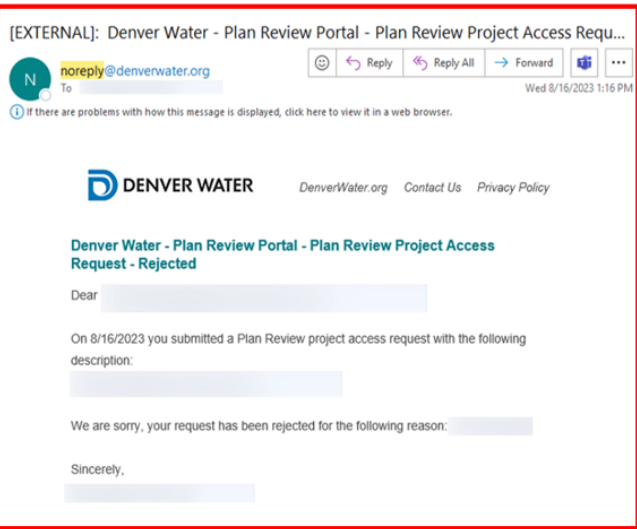 [EXTERNAL]: Denver Water - Plan Review Portal - Plan Review Project Access Requ...
N
noreply@denverwater.org
To
Reply
Reply All
Forward
Wed 8/16/2023 1:16 PM
If there are problems with how this message is displayed, click here to view it in a web browser.
DENVER WATER
DenverWater.org Contact Us Privacy Policy
Denver Water - Plan Review Portal - Plan Review Project Access
Request - Rejected
Dear
On 8/16/2023 you submitted a Plan Review project access request with the following
description:
We are sorry, your request has been rejected for the following reason:
Sincerely,